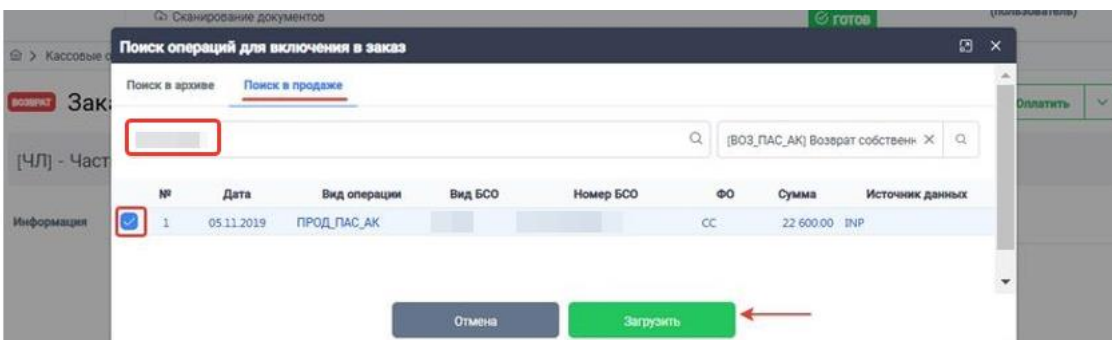 Сканирование документов
ГОТОВ
(пользователь)
Кассовые о
Поиск операций для включения в заказ
Поиск в архиве Поиск в продаже
ВОЗВРАТ Зака
Оплатить
[ВОЗ_ПАС_АК] Возврат собственн
[ЧЛ] - Част
№ Дата Вид операции Вид БСО Номер БСО ФО Сумма Источник данных
Информация
1 05.11.2019 ПРОД_ПАС_АК СС 22 600.00 INP
Отмена Загрузить